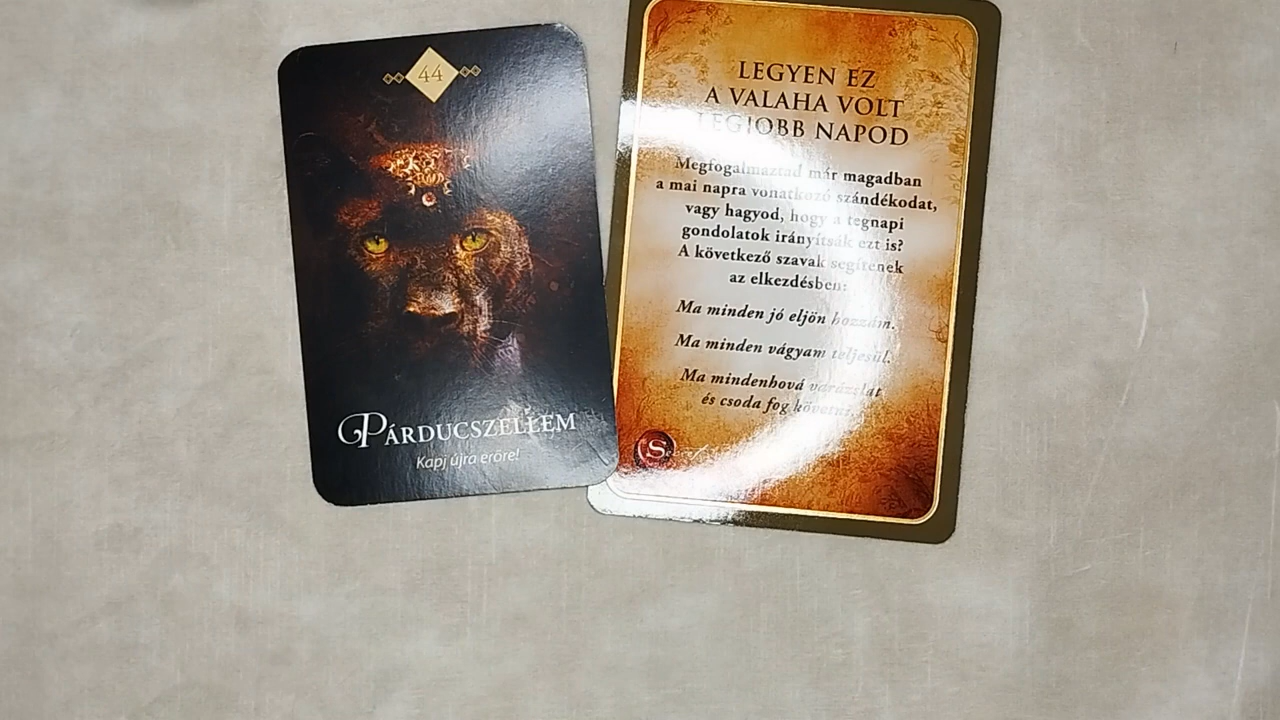 44
PÁRDUCSZELLEM
Kapj újra erőre!
LEGYEN EZ
A VALAHA VOLT
LEGJOBB NAPOD
Megfogalmaztad már magadban
a mai napra vonatkozó szándékodat,
vagy hagyod, hogy a tegnapi
gondolatok irányítsák ezt is?
A következő szavak segítenek
az elkezdésben:
Ma minden jó eljön hozzám.
Ma minden vágyam teljesül.
Ma mindenhová varázslat
és csoda fog követni.
Secret